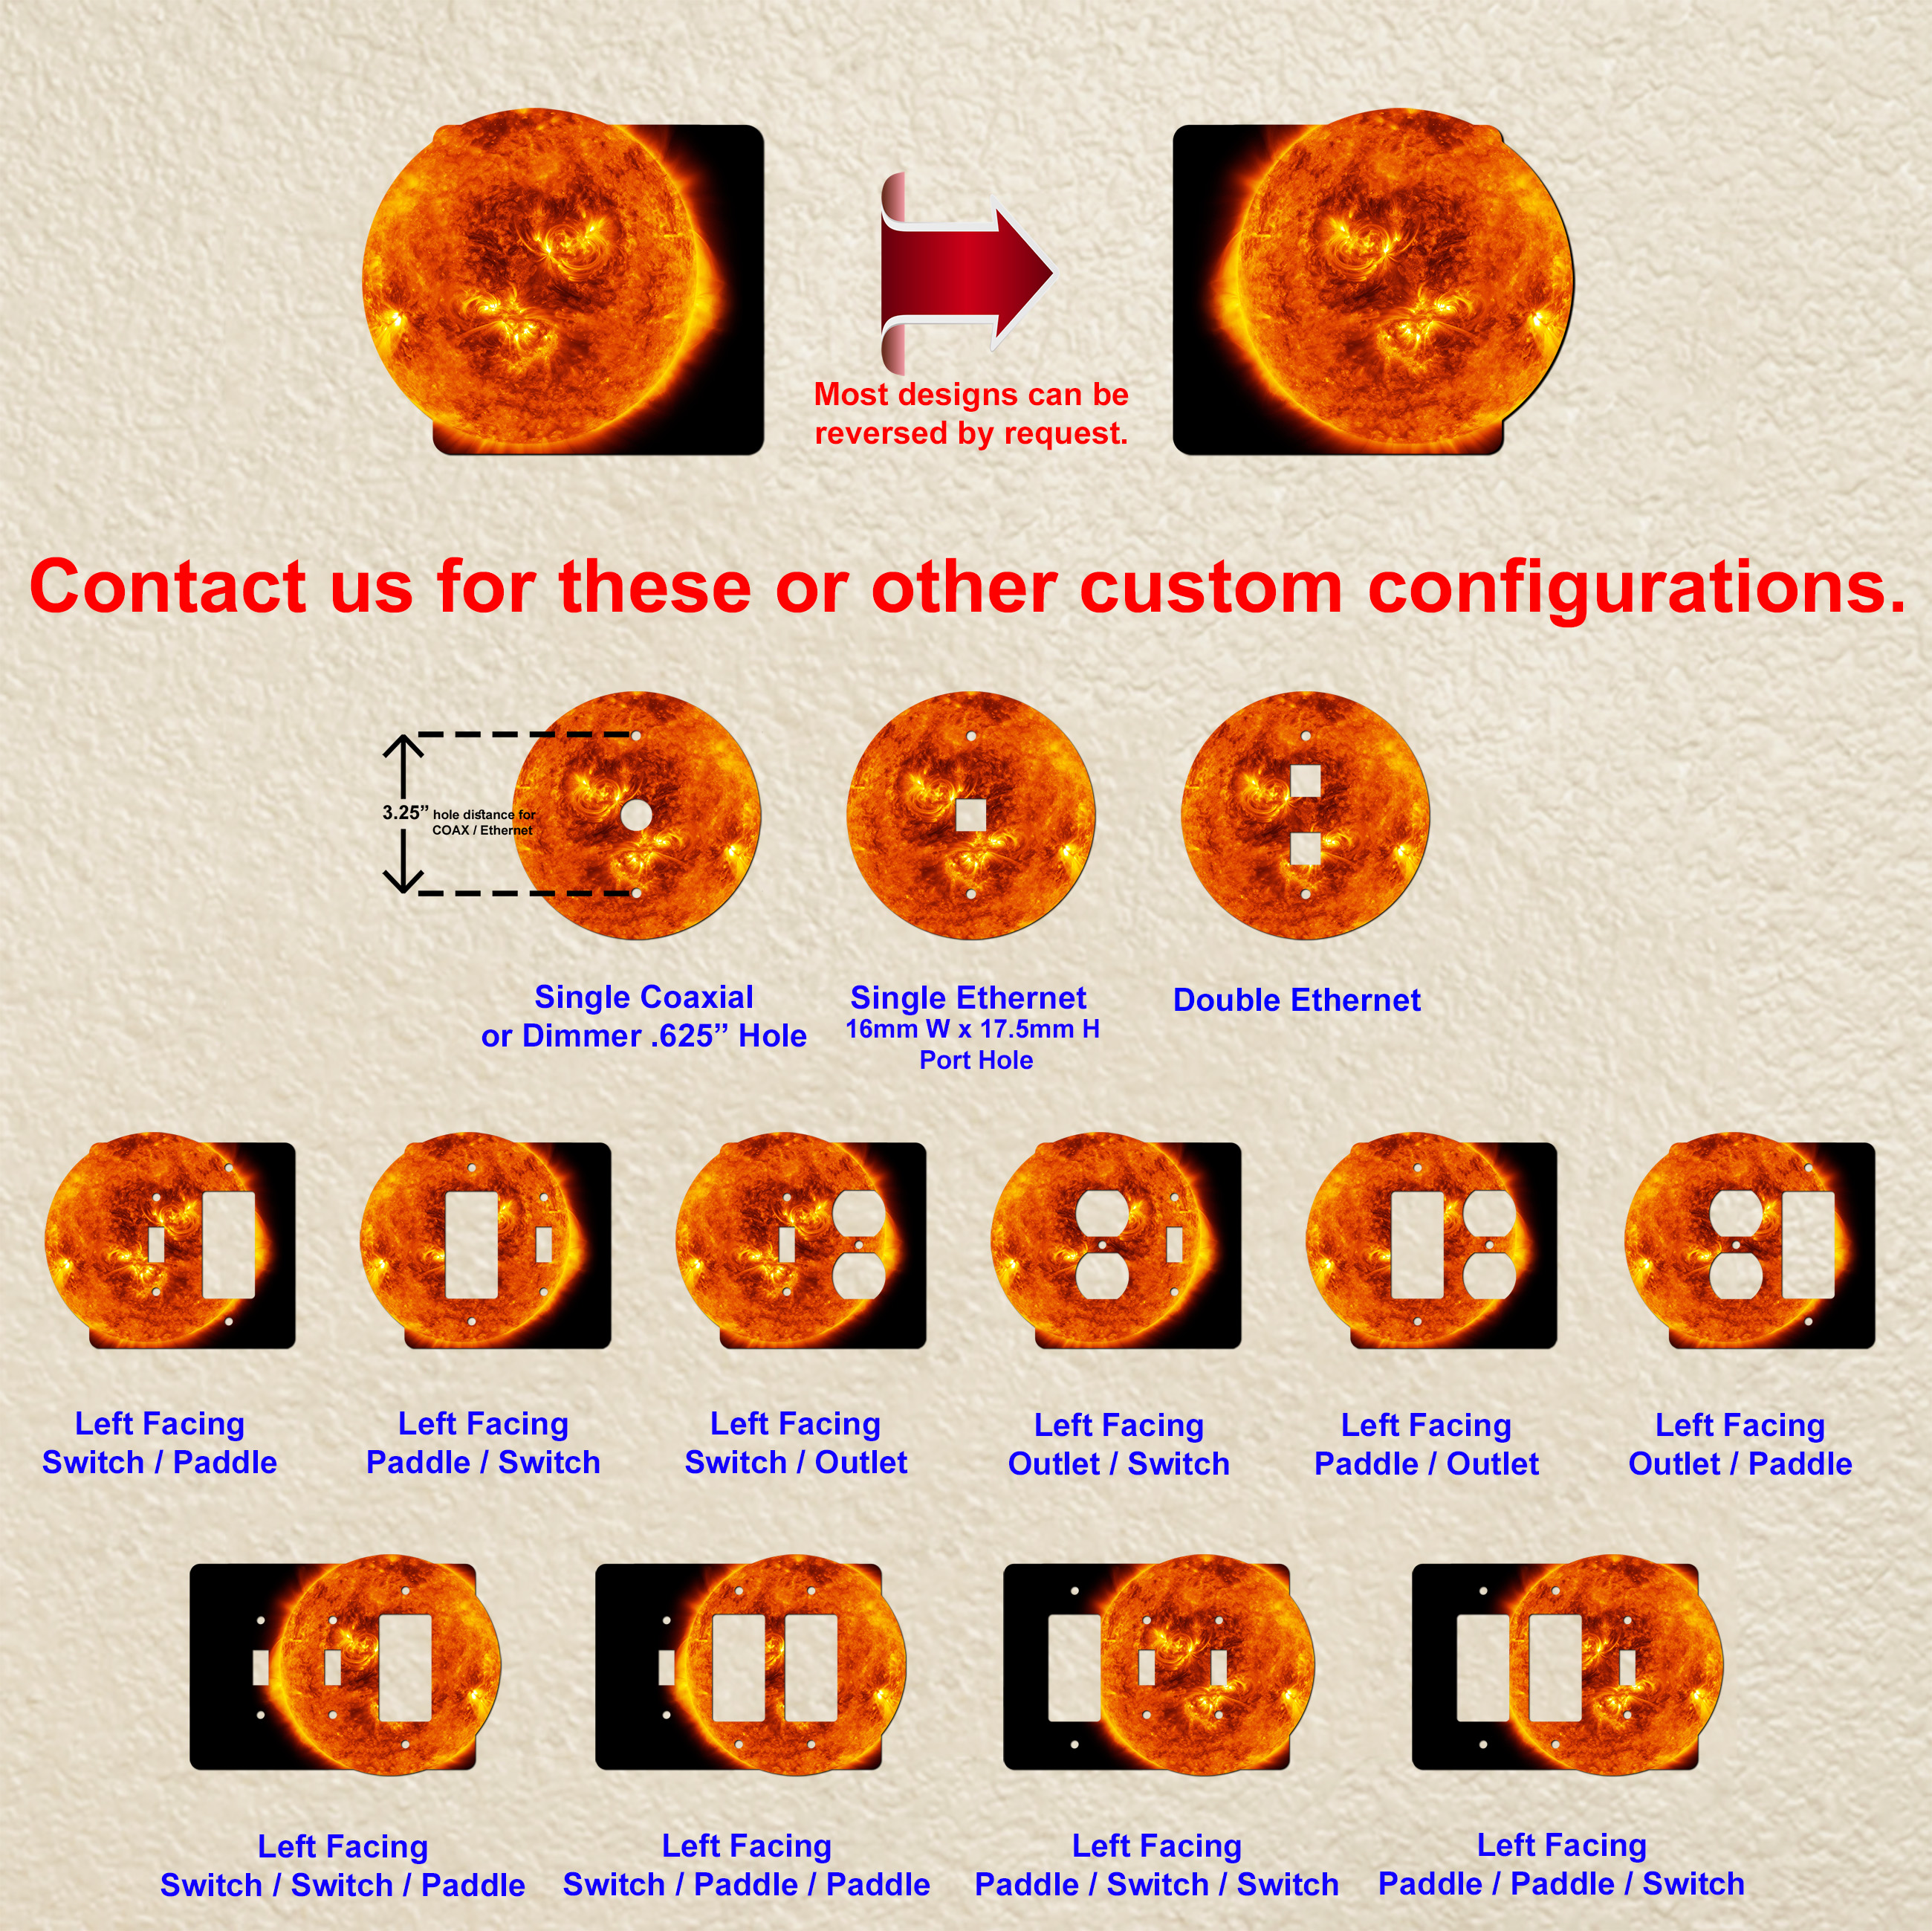 Most designs can be
reversed by request.
Contact us for these or other custom configurations.
3.25” hole distance for
COAX / Ethernet
Single Coaxial
or Dimmer .625” Hole
Single Ethernet
16mm W x 17.5mm H
Port Hole
Double Ethernet
Left Facing
Switch / Paddle
Left Facing
Paddle / Switch
Left Facing
Switch / Outlet
Left Facing
Outlet / Switch
Left Facing
Paddle / Outlet
Left Facing
Outlet / Paddle
Left Facing
Switch / Switch / Paddle
Left Facing
Switch / Paddle / Paddle
Left Facing
Paddle / Switch / Switch
Left Facing
Paddle / Paddle / Switch